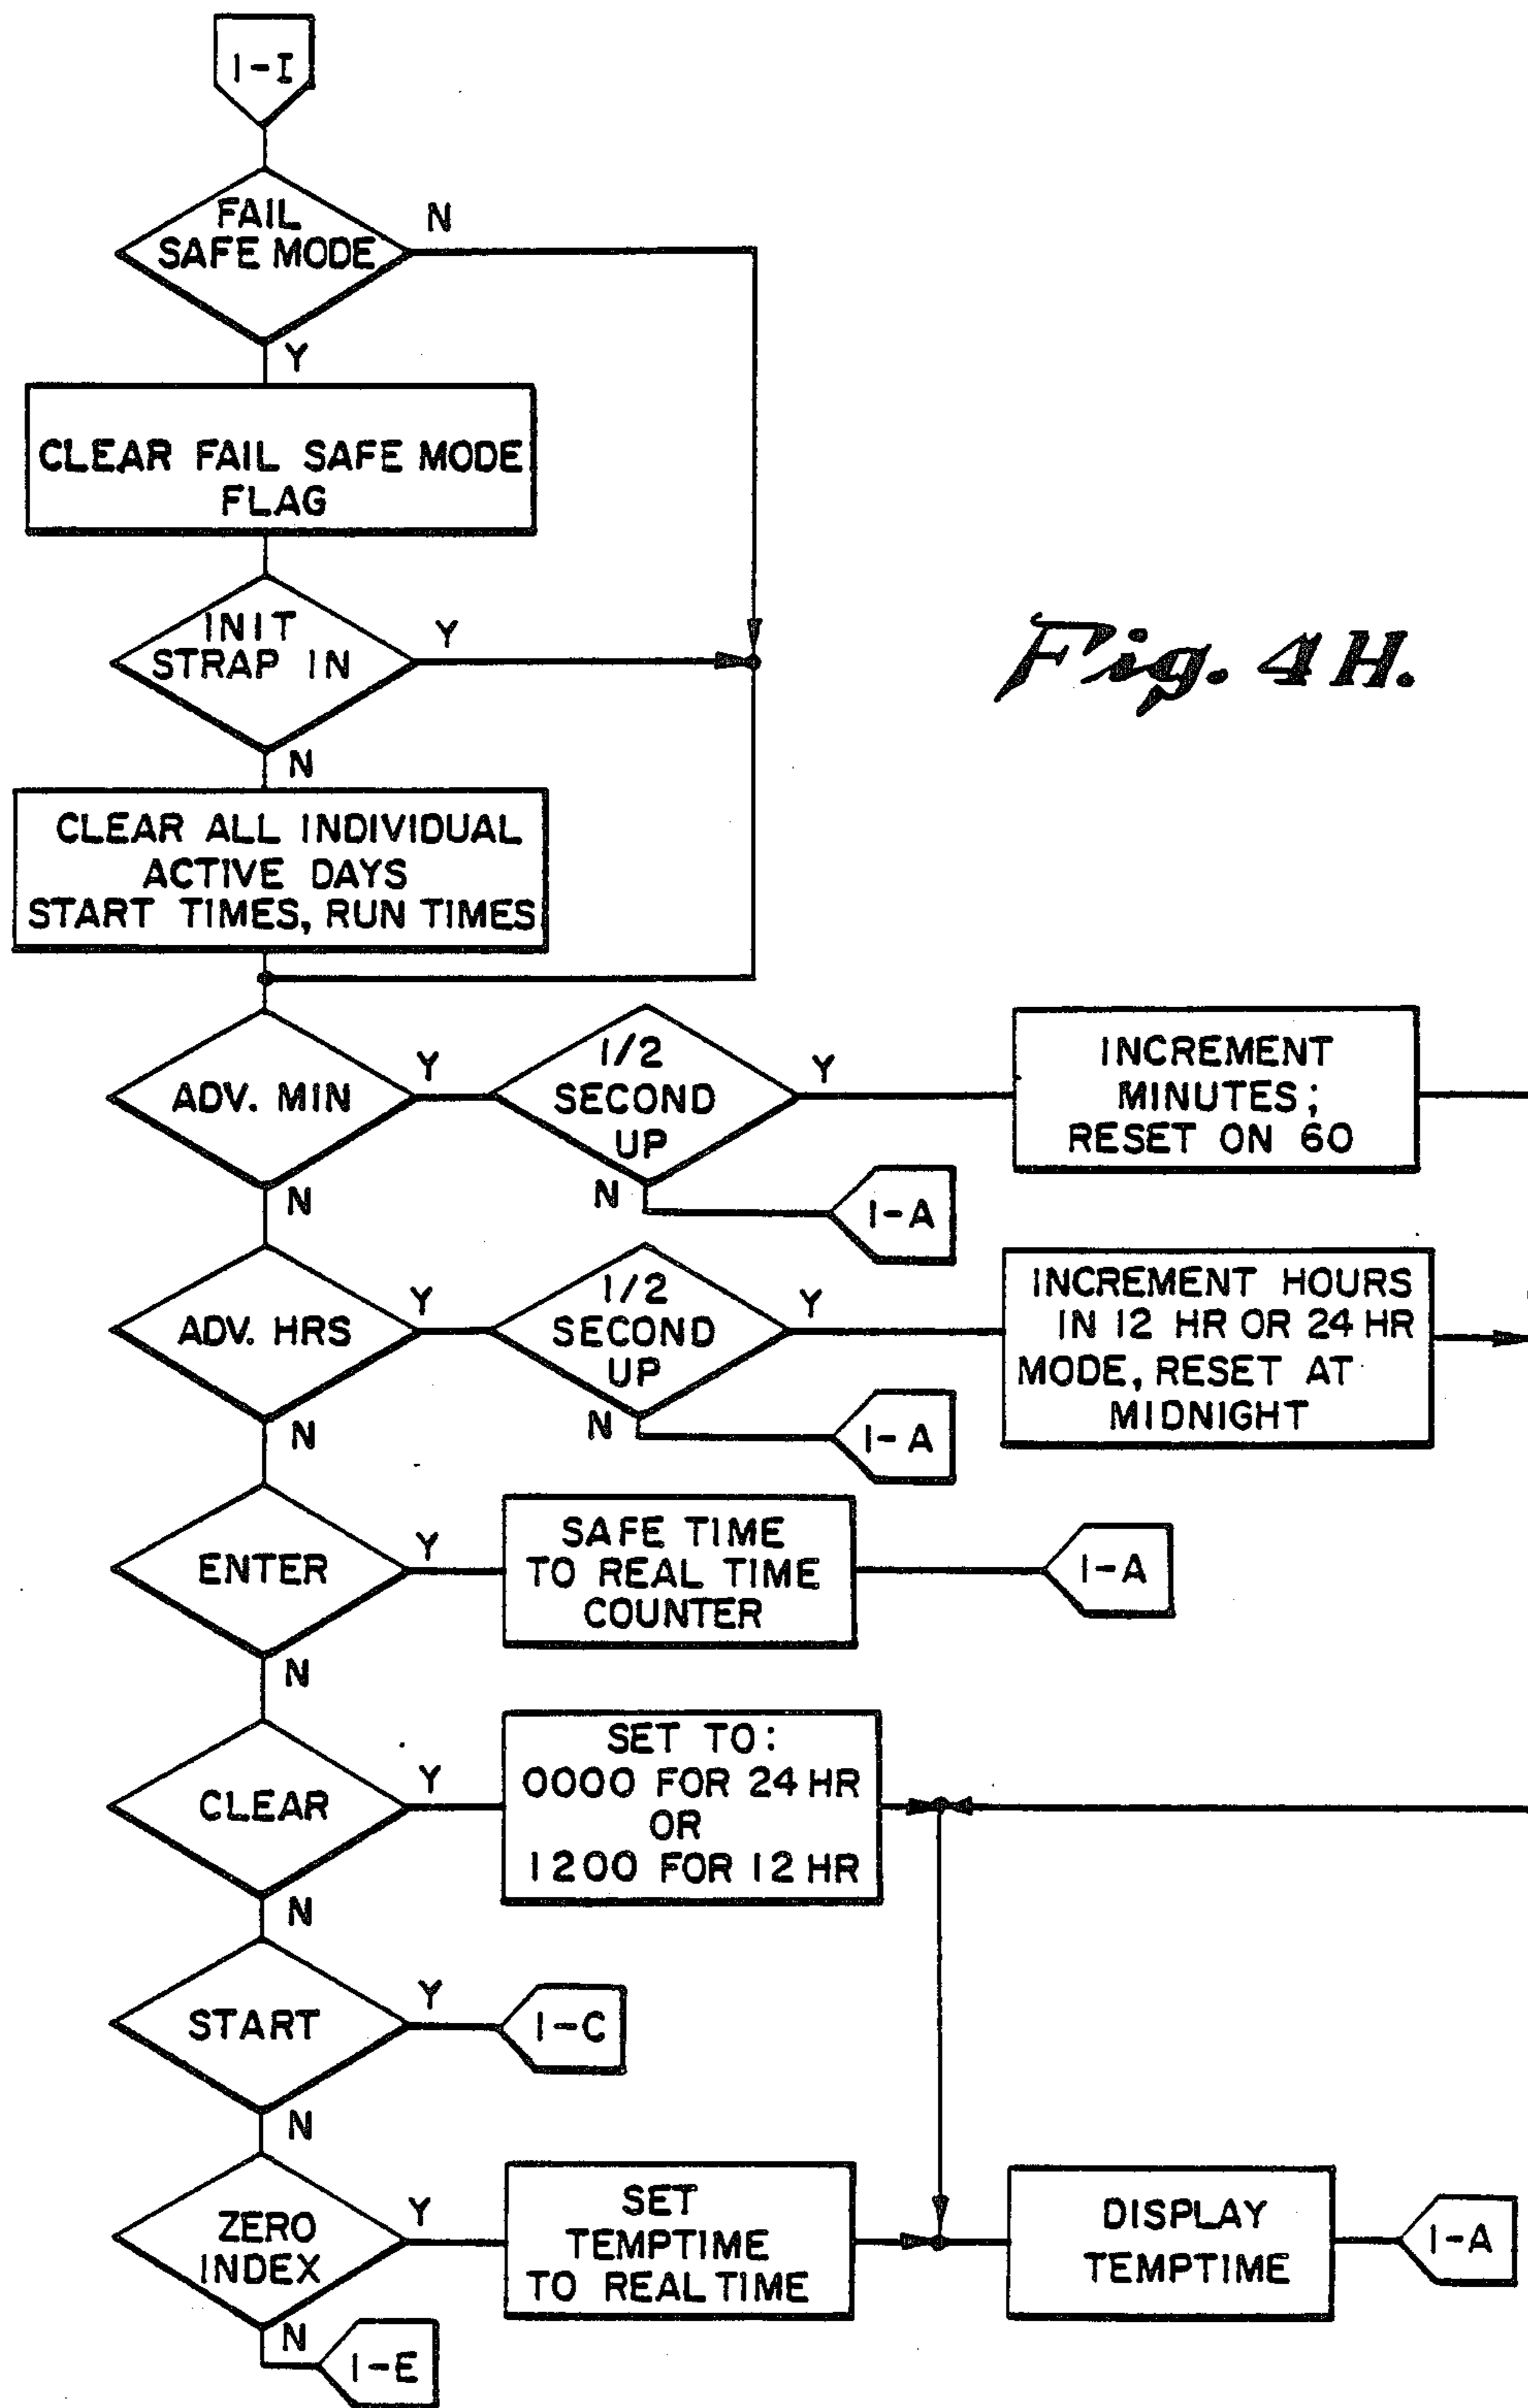 1-I
FAIL
SAFE MODE
N
Y
CLEAR FAIL SAFE MODE
FLAG
INIT
STRAP IN
Y
N
Fig. 4H.
CLEAR ALL INDIVIDUAL
ACTIVE DAYS
START TIMES, RUN TIMES
ADV. MIN
Y
N
1/2
SECOND
UP
Y
N
1-A
INCREMENT
MINUTES;
RESET ON 60
ADV. HRS
Y
N
1/2
SECOND
UP
Y
N
1-A
INCREMENT HOURS
IN 12 HR OR 24 HR
MODE, RESET AT
MIDNIGHT
ENTER
Y
N
SAFE TIME
TO REAL TIME
COUNTER
1-A
CLEAR
Y
N
SET TO:
0000 FOR 24 HR
OR
1200 FOR 12 HR
START
Y
N
1-C
ZERO
INDEX
Y
N
SET
TEMPTIME
TO REAL TIME
DISPLAY
TEMPTIME
1-A
1-E